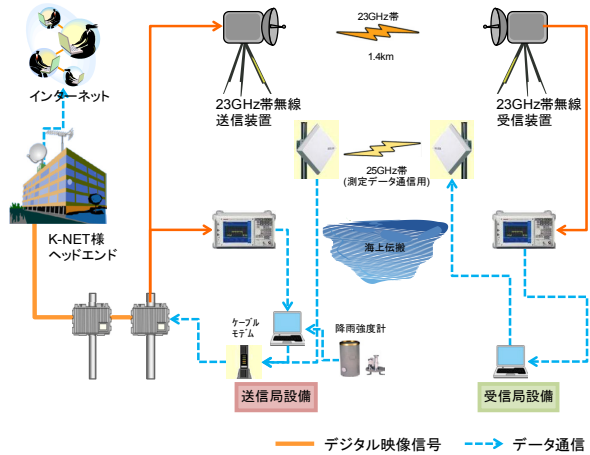 23GHz帯
1.4km
インターネット
23GHz帯無線
送信装置
23GHz帯無線
受信装置
25GHz帯
(測定データ通信用)
K-NET様
ヘッドエンド
海上伝搬
ｹｰﾌﾞﾙ
ﾓﾃﾞﾑ
降雨強度計
送信局設備
受信局設備
デジタル映像信号
データ通信